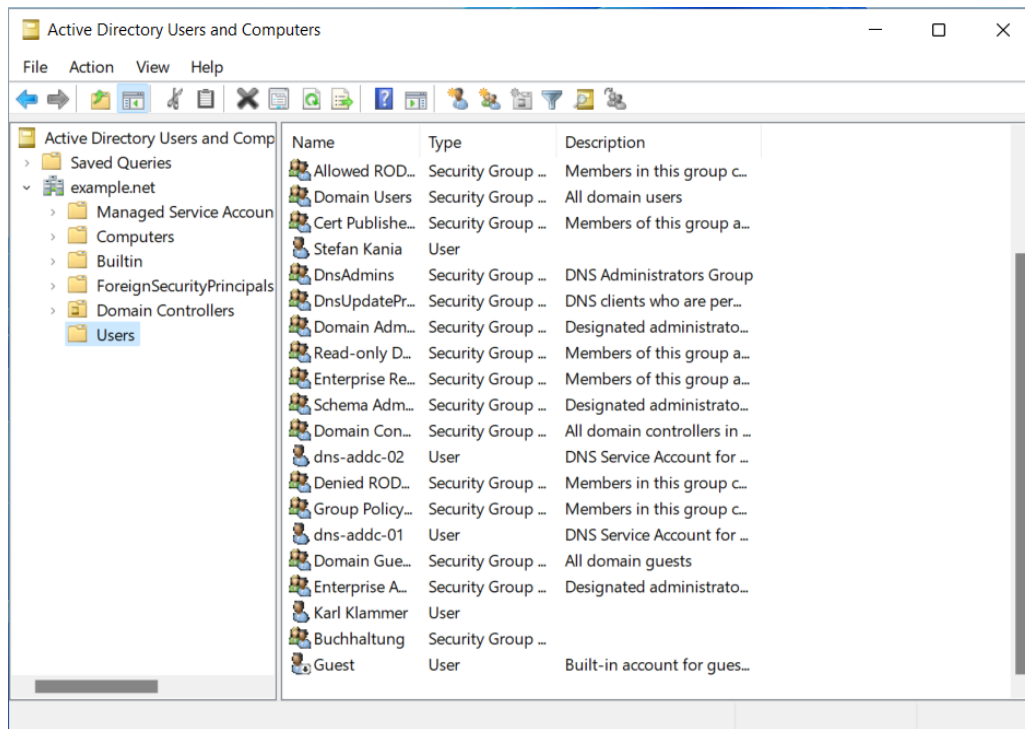 Active Directory Users and Computers
File Action View Help
Active Directory Users and Comp
Saved Queries
example.net
Managed Service Accoun
Computers
Builtin
ForeignSecurityPrincipals
Domain Controllers
Users
Name Type Description
Allowed ROD... Security Group ... Members in this group c...
Domain Users Security Group ... All domain users
Cert Publishe... Security Group ... Members of this group a...
Stefan Kania User
DnsAdmins Security Group ... DNS Administrators Group
DnsUpdatePr... Security Group ... DNS clients who are per...
Domain Adm... Security Group ... Designated administrato...
Read-only D... Security Group ... Members of this group a...
Enterprise Re... Security Group ... Members of this group a...
Schema Adm... Security Group ... Designated administrato...
Domain Con... Security Group ... All domain controllers in ...
dns-addc-02 User DNS Service Account for ...
Denied ROD... Security Group ... Members in this group c...
Group Policy... Security Group ... Members in this group c...
dns-addc-01 User DNS Service Account for ...
Domain Gue... Security Group ... All domain guests
Enterprise A... Security Group ... Designated administrato...
Karl Klammer User
Buchhaltung Security Group ...
Guest User Built-in account for gues...